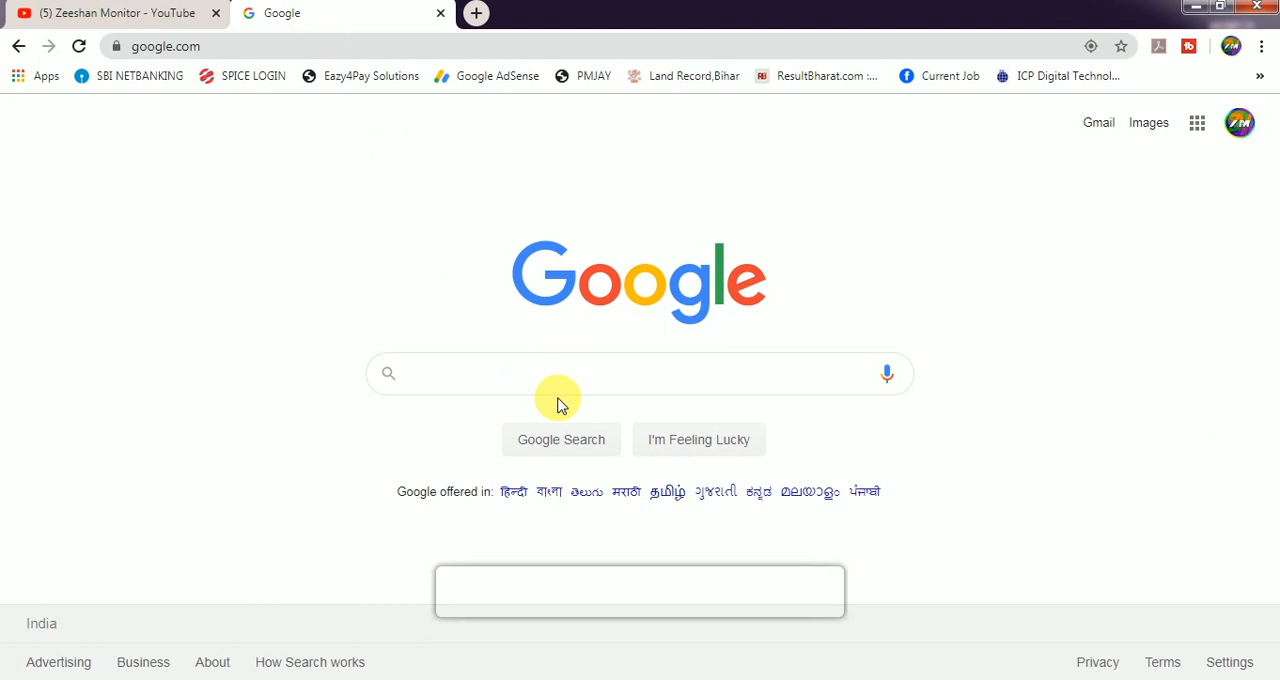 (5) Zeeshan Monitor - YouTube
Google
google.com
Apps SBI NETBANKING SPICE LOGIN Eazy4Pay Solutions Google AdSense PMJAY Land Record,Bihar ResultBharat.com :... Current Job ICP Digital Technol...
Gmail Images
ZM
Google
Google Search I'm Feeling Lucky
Google offered in: हिन्दी বাংলা తెలుగు मराठी தமிழ் ગુજરાતી ಕನ್ನಡ മലയാളം ਪੰਜਾਬੀ
India
Advertising Business About How Search works Privacy Terms Settings